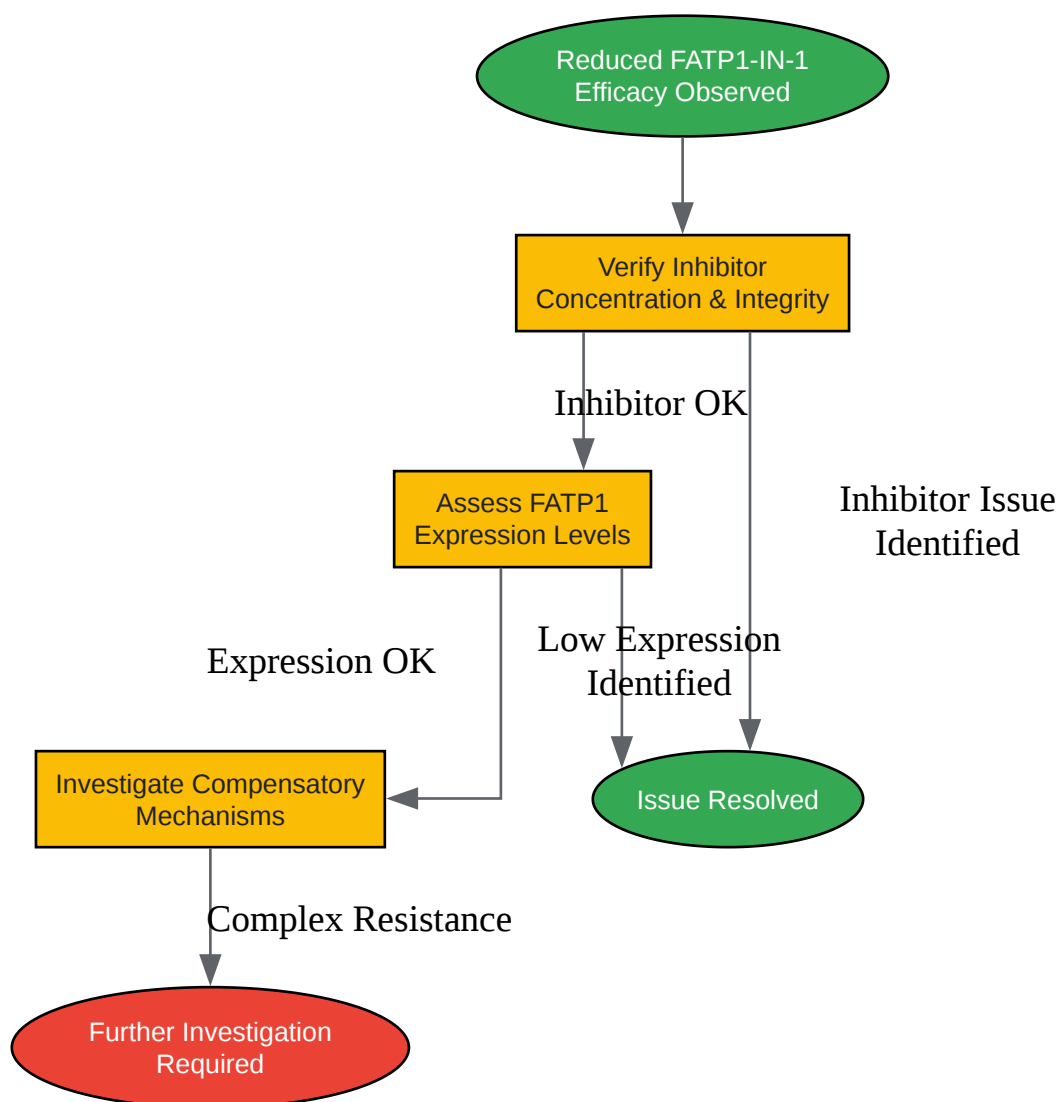 Reduced FATP1-IN-1
Efficacy Observed
Verify Inhibitor
Concentration & Integrity
Inhibitor OK
Inhibitor Issue
Identified
Assess FATP1
Expression Levels
Expression OK
Low Expression
Identified
Investigate Compensatory
Mechanisms
Issue Resolved
Complex Resistance
Further Investigation
Required